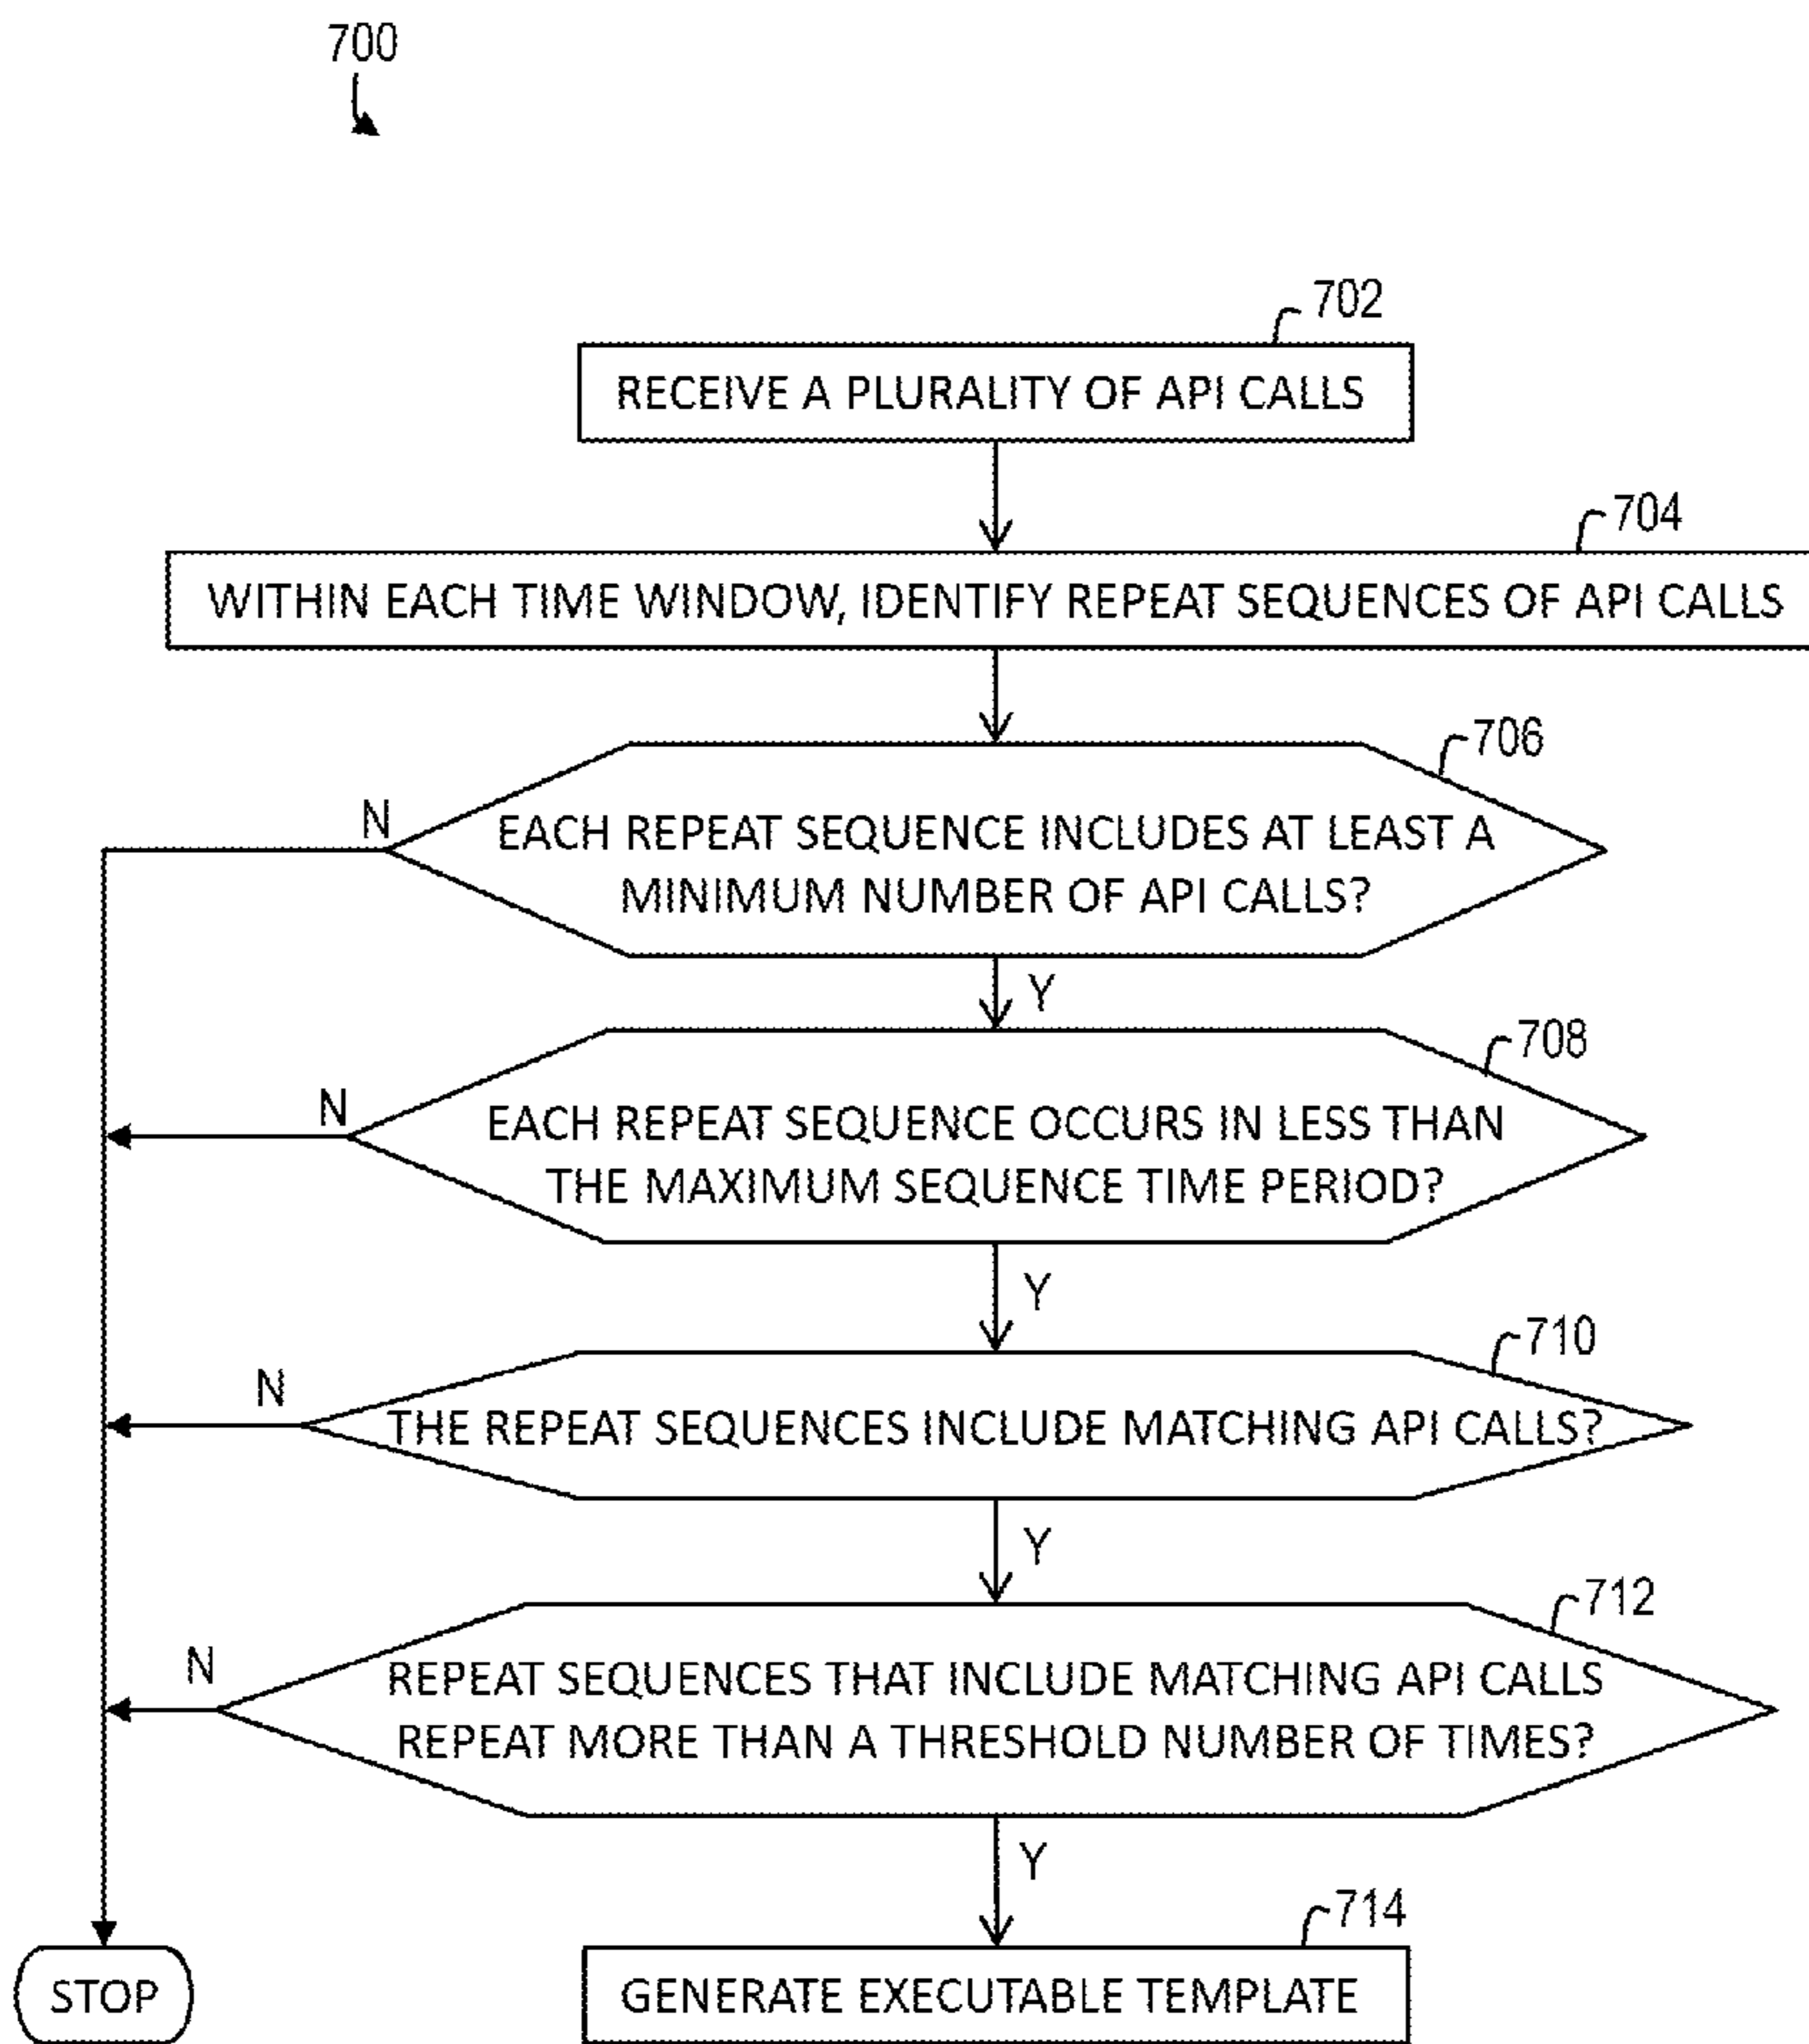 700
702
RECEIVE A PLURALITY OF API CALLS
704
WITHIN EACH TIME WINDOW, IDENTIFY REPEAT SEQUENCES OF API CALLS
706
N
EACH REPEAT SEQUENCE INCLUDES AT LEAST A
MINIMUM NUMBER OF API CALLS?
Y
708
N
EACH REPEAT SEQUENCE OCCURS IN LESS THAN
THE MAXIMUM SEQUENCE TIME PERIOD?
Y
710
N
THE REPEAT SEQUENCES INCLUDE MATCHING API CALLS?
Y
712
N
REPEAT SEQUENCES THAT INCLUDE MATCHING API CALLS
REPEAT MORE THAN A THRESHOLD NUMBER OF TIMES?
Y
714
STOP
GENERATE EXECUTABLE TEMPLATE